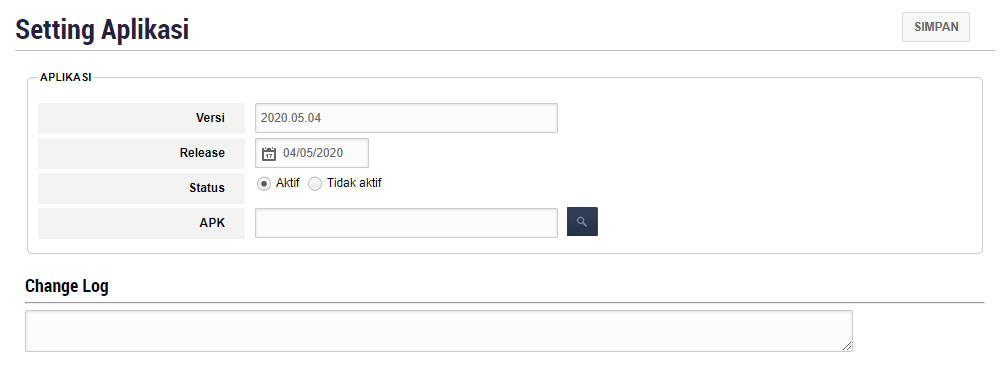 Setting Aplikasi
SIMPAN
APLIKASI
Versi 2020.05.04
Release 17 04/05/2020
Status Aktif Tidak aktif
APK
Change Log